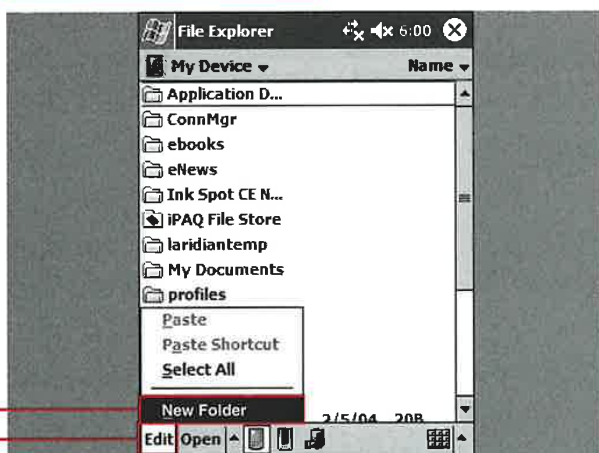 File Explorer 6:00
My Device Name
Application D...
ConnMgr
ebooks
eNews
Ink Spot CE N...
iPAQ File Store
laridiantemp
My Documents
profiles
Paste
Paste Shortcut
Select All
New Folder
2/5/04 20B
Edit Open